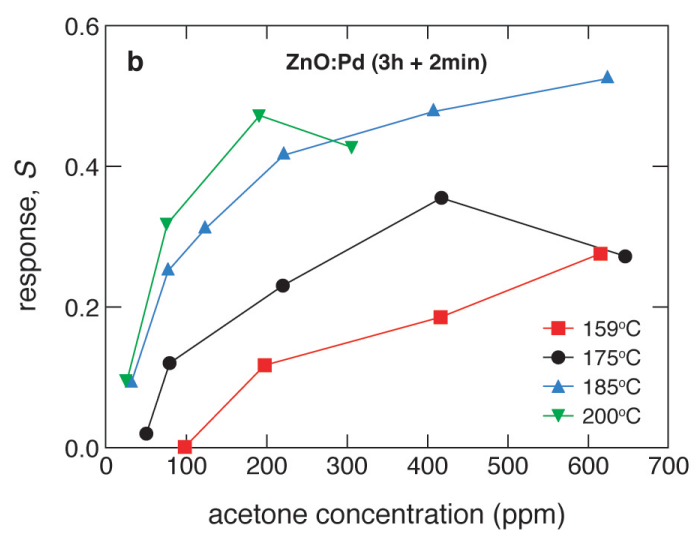 b
ZnO:Pd (3h + 2min)
0.6
0.4
0.2
0.0
response, S
159°C
175°C
185°C
200°C
0 100 200 300 400 500 600 700
acetone concentration (ppm)